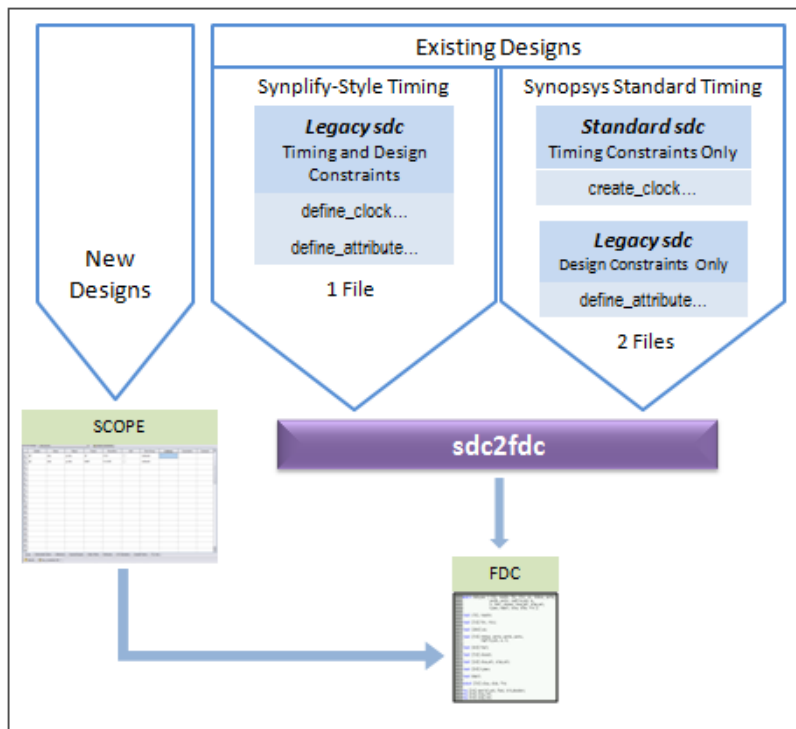 Existing Designs
Synplify-Style Timing
Legacy sdc
Timing and Design
Constraints
define_clock...
define_attribute...
1 File
Synopsys Standard Timing
Standard sdc
Timing Constraints Only
create_clock...
Legacy sdc
Design Constraints Only
define_attribute...
2 Files
New
Designs
SCOPE
sdc2fdc
FDC